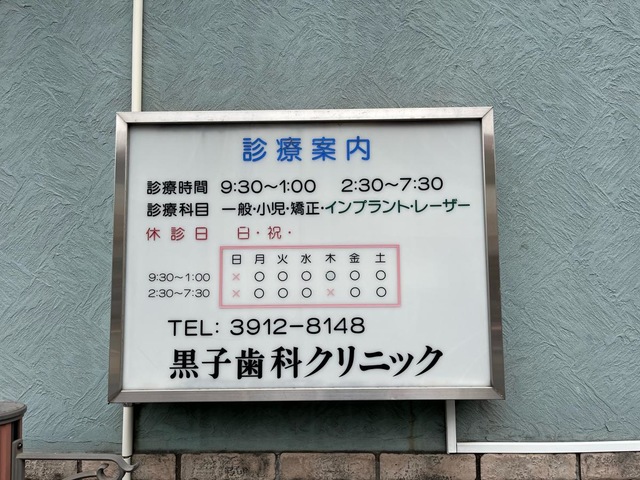 診療案内
診療時間 9:30〜1:00 2:30〜7:30
診療科目 一般・小児・矯正・インプラント・レーザー
休診日 日・祝・
日 月 火 水 木 金 土
9:30〜1:00 × ○ ○ ○ ○ ○ ○
2:30〜7:30 × ○ ○ ○ × ○ ○
TEL: 3912-8148
黒子歯科クリニック